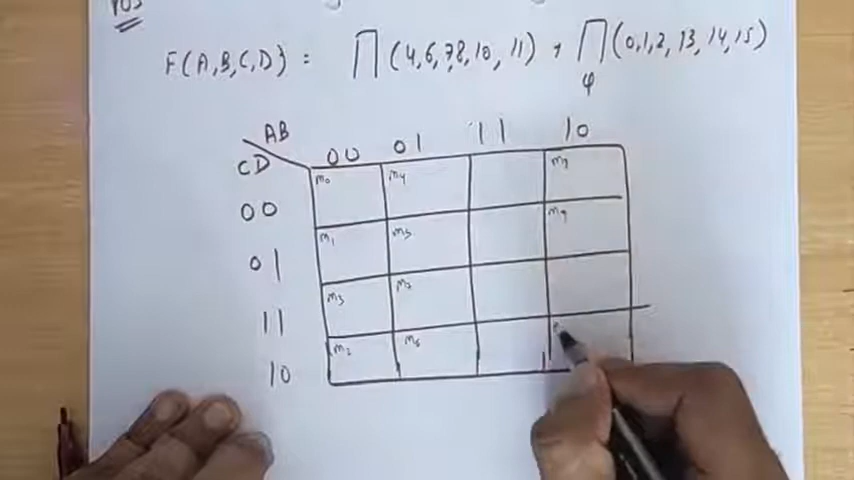 POS
F(A,B,C,D) = ∏ (4,6,7,8,10,11) , ∏ (0,1,2,13,14,15)
φ
AB
CD 00 01 11 10
00 m₀ m₄ m₈
01 m₁ m₅ m₉
11 m₃ m₇
10 m₂ m₆